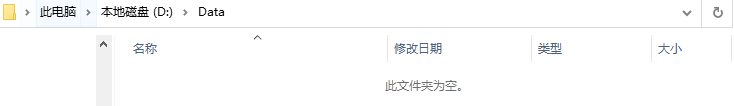 此电脑 本地磁盘 (D:) Data
名称 修改日期 类型 大小
此文件夹为空。